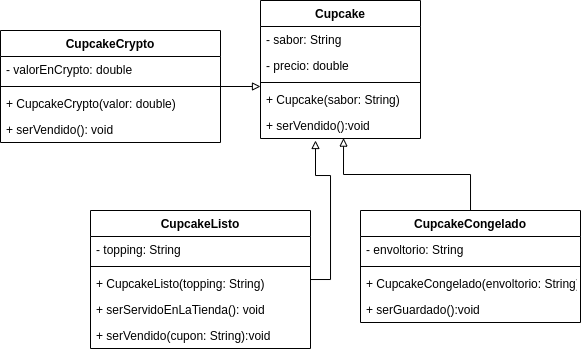 Cupcake
- sabor: String
- precio: double
+ Cupcake(sabor: String)
+ serVendido():void
CupcakeCrypto
- valorEnCrypto: double
+ CupcakeCrypto(valor: double)
+ serVendido(): void
CupcakeListo
- topping: String
+ CupcakeListo(topping: String)
+ serServidoEnLaTienda(): void
+ serVendido(cupon: String):void
CupcakeCongelado
- envoltorio: String
+ CupcakeCongelado(envoltorio: String)
+ serGuardado():void